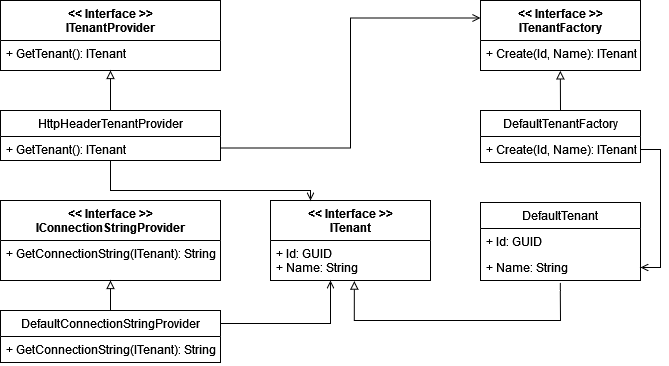 << Interface >>
ITenantProvider
+ GetTenant(): ITenant
<< Interface >>
ITenantFactory
+ Create(Id, Name): ITenant
HttpHeaderTenantProvider
+ GetTenant(): ITenant
DefaultTenantFactory
+ Create(Id, Name): ITenant
<< Interface >>
IConnectionStringProvider
+ GetConnectionString(ITenant): String
<< Interface >>
ITenant
+ Id: GUID
+ Name: String
DefaultTenant
+ Id: GUID
+ Name: String
DefaultConnectionStringProvider
+ GetConnectionString(ITenant): String